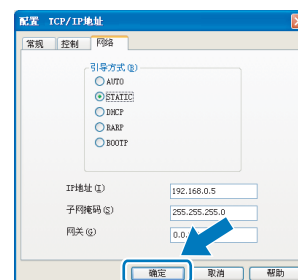 配置 TCP/IP地址
常规 控制 网络
引导方式(B)
AUTO
STATIC
DHCP
RARP
BOOTP
IP地址(I) 192.168.0.5
子网掩码(S) 255.255.255.0
网关(G) 0.0.
确定 取消 帮助